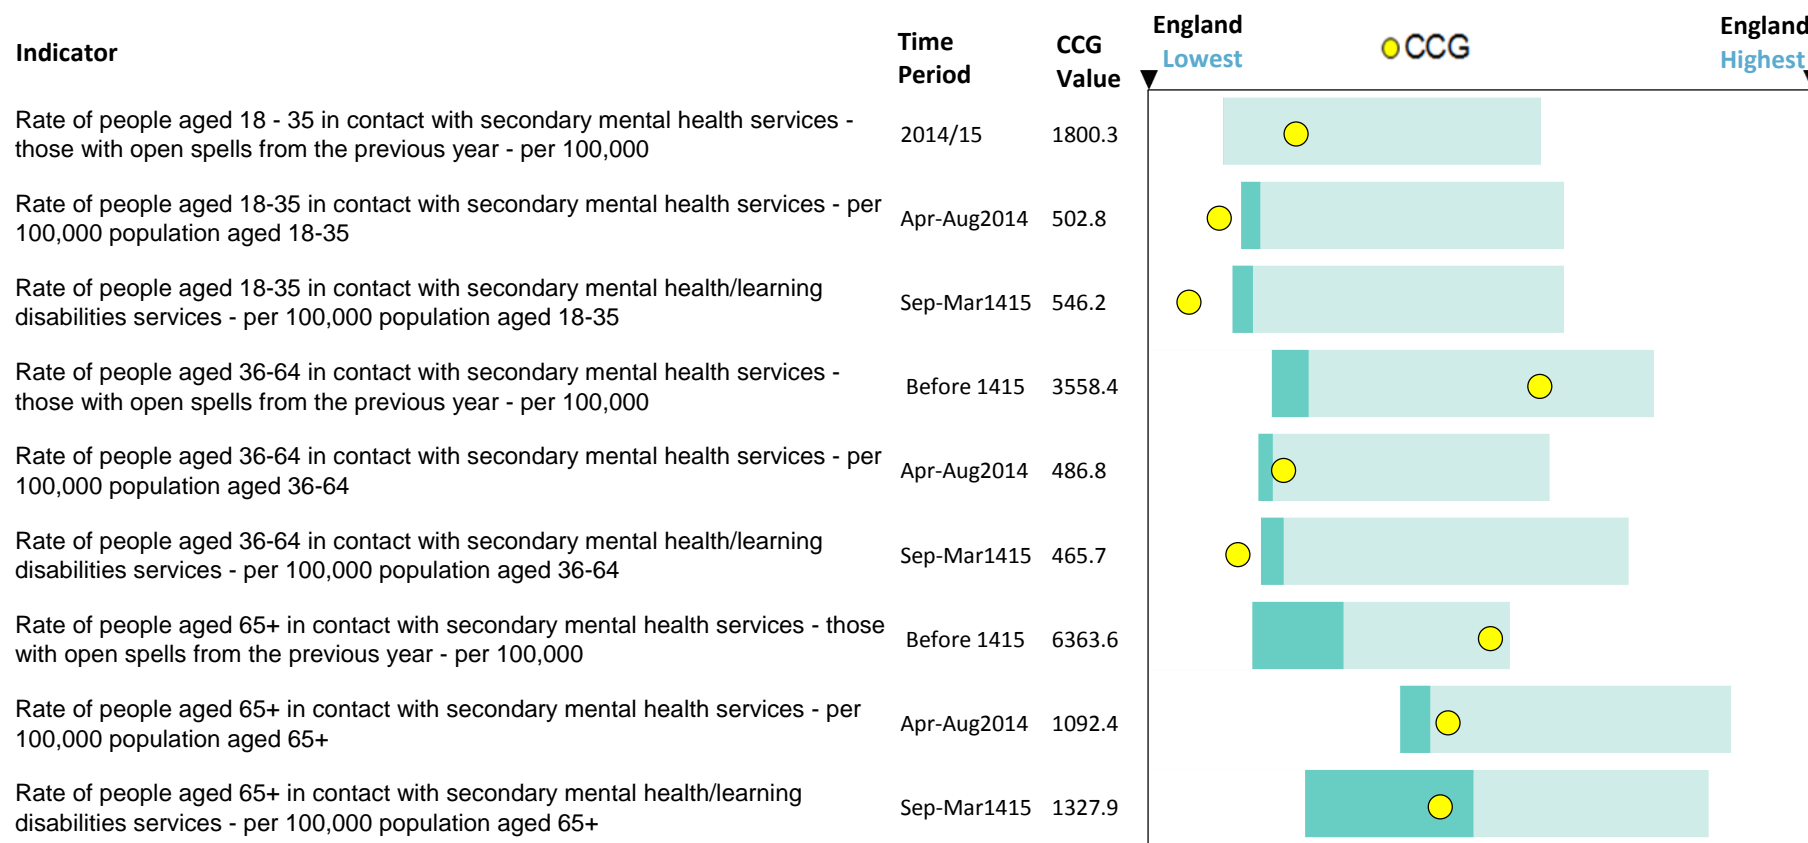 Indicator
Time Period
CCG Value
England Lowest
CCG
England Highest
Rate of people aged 18 - 35 in contact with secondary mental health services -
those with open spells from the previous year - per 100,000
2014/15
1800.3
Rate of people aged 18-35 in contact with secondary mental health services - per
100,000 population aged 18-35
Apr-Aug2014
502.8
Rate of people aged 18-35 in contact with secondary mental health/learning
disabilities services - per 100,000 population aged 18-35
Sep-Mar1415
546.2
Rate of people aged 36-64 in contact with secondary mental health services -
those with open spells from the previous year - per 100,000
Before 1415
3558.4
Rate of people aged 36-64 in contact with secondary mental health services - per
100,000 population aged 36-64
Apr-Aug2014
486.8
Rate of people aged 36-64 in contact with secondary mental health/learning
disabilities services - per 100,000 population aged 36-64
Sep-Mar1415
465.7
Rate of people aged 65+ in contact with secondary mental health services - those
with open spells from the previous year - per 100,000
Before 1415
6363.6
Rate of people aged 65+ in contact with secondary mental health services - per
100,000 population aged 65+
Apr-Aug2014
1092.4
Rate of people aged 65+ in contact with secondary mental health/learning
disabilities services - per 100,000 population aged 65+
Sep-Mar1415
1327.9